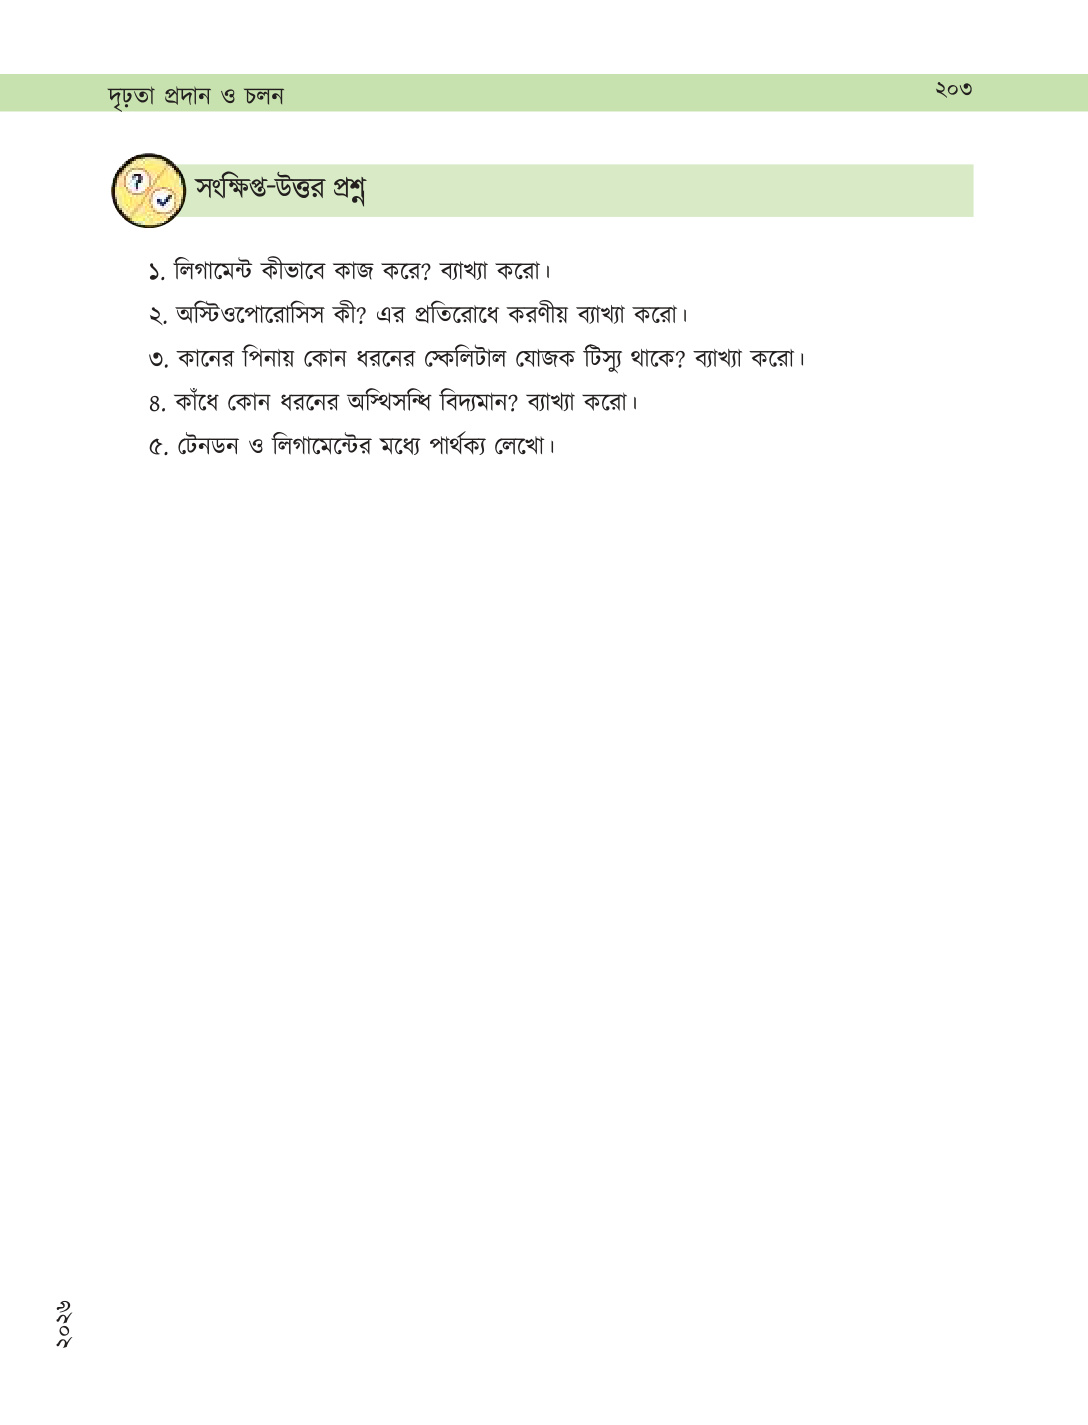 দৃঢ়তা প্রদান ও চলন
২০৩
সংক্ষিপ্ত-উত্তর প্রশ্ন
১. লিগামেন্ট কীভাবে কাজ করে? ব্যাখ্যা করো।
২. অস্টিওপোরোসিস কী? এর প্রতিরোধে করণীয় ব্যাখ্যা করো।
৩. কানের পিনায় কোন ধরনের স্কেলিটাল যোজক টিস্যু থাকে? ব্যাখ্যা করো।
৪. কাঁধে কোন ধরনের অস্থিসন্ধি বিদ্যমান? ব্যাখ্যা করো।
৫. টেনডন ও লিগামেন্টের মধ্যে পার্থক্য লেখো।
২০২৬